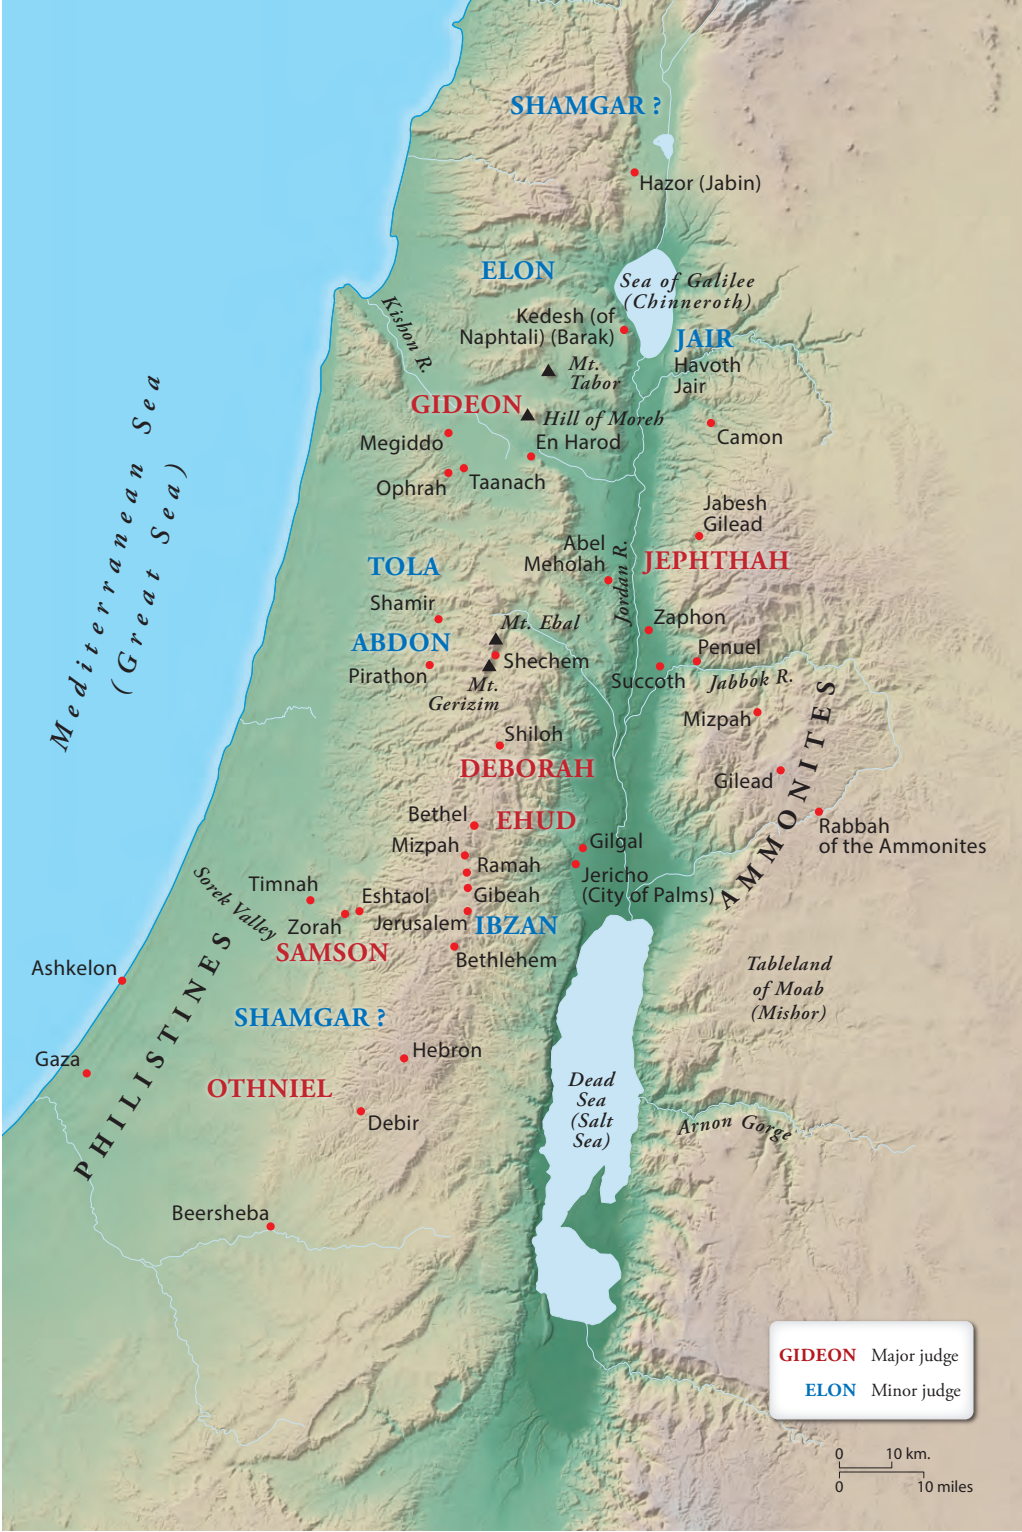 SHAMGAR ?
Hazor (Jabin)
ELON
Sea of Galilee
(Chinneroth)
Kishon R.
Kedesh (of
Naphtali) (Barak)
JAIR
Havoth
Jair
Mt.
Tabor
GIDEON
Hill of Moreh
Megiddo
En Harod
Camon
Ophrah
Taanach
Mediterranean Sea
(Great Sea)
Jabesh
Gilead
Abel
Meholah
JEPHTHAH
TOLA
Jordan R.
Shamir
Zaphon
Mt. Ebal
ABDON
Penuel
Shechem
Pirathon
Succoth
Jabbok R.
Mt.
Gerizim
Mizpah
Shiloh
DEBORAH
Gilead
AMMONITES
Bethel
EHUD
Rabbah
of the Ammonites
Mizpah
Gilgal
Ramah
Jericho
(City of Palms)
Sorek Valley
Timnah
Eshtaol
Gibeah
Zorah
Jerusalem
IBZAN
SAMSON
Bethlehem
Ashkelon
Tableland
of Moab
(Mishor)
PHILISTINES
SHAMGAR ?
Gaza
Hebron
OTHNIEL
Dead
Sea
(Salt
Sea)
Debir
Arnon Gorge
Beersheba
GIDEON Major judge
ELON Minor judge
0 10 km.
0 10 miles